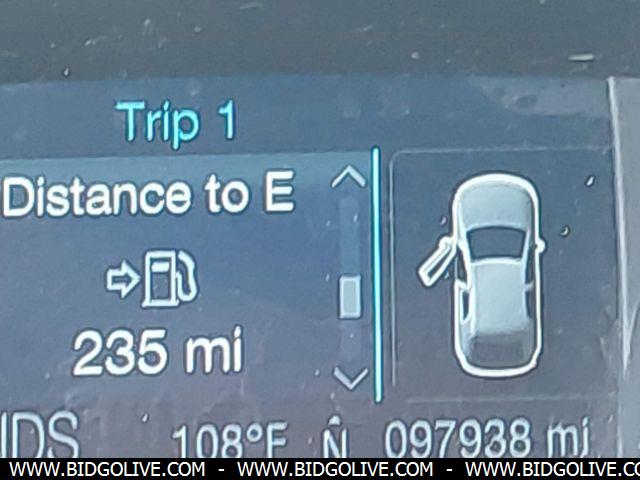 Trip 1
Distance to E
235 mi
108°F N 097938 mi
WWW.BIDGOLIVE.COM - WWW.BIDGOLIVE.COM - WWW.BIDGOLIVE.COM